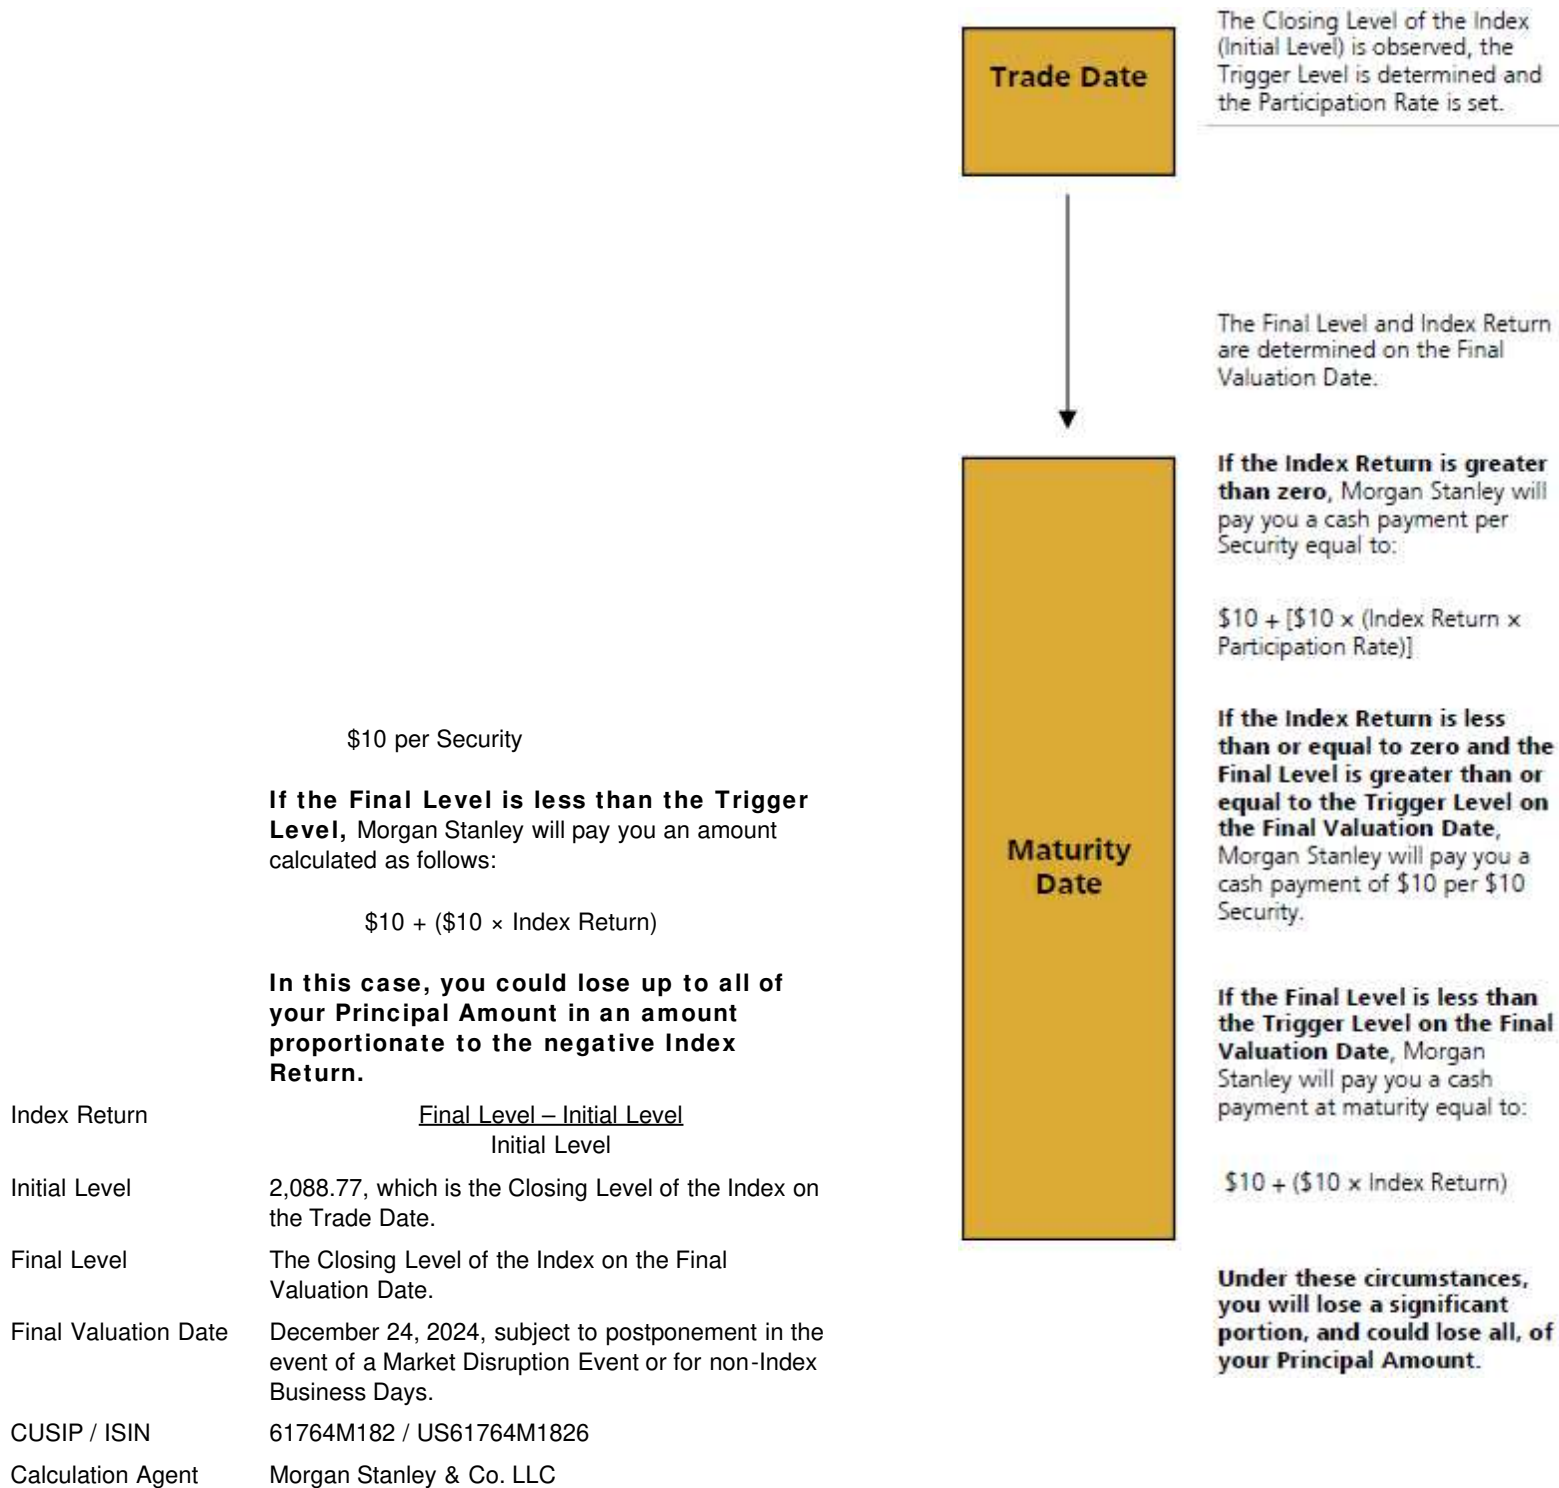 $10 per Security
If the Final Level is less than the Trigger
Level, Morgan Stanley will pay you an amount
calculated as follows:
$10 + ($10 × Index Return)
In this case, you could lose up to all of
your Principal Amount in an amount
proportionate to the negative Index
Return.
Index Return
Final Level – Initial Level
Initial Level
Initial Level
2,088.77, which is the Closing Level of the Index on
the Trade Date.
Final Level
The Closing Level of the Index on the Final
Valuation Date.
Final Valuation Date
December 24, 2024, subject to postponement in the
event of a Market Disruption Event or for non-Index
Business Days.
CUSIP / ISIN
61764M182 / US61764M1826
Calculation Agent
Morgan Stanley & Co. LLC
Trade Date
The Closing Level of the Index
(Initial Level) is observed, the
Trigger Level is determined and
the Participation Rate is set.
The Final Level and Index Return
are determined on the Final
Valuation Date.
Maturity
Date
If the Index Return is greater
than zero, Morgan Stanley will
pay you a cash payment per
Security equal to:
$10 + [$10 × (Index Return ×
Participation Rate)]
If the Index Return is less
than or equal to zero and the
Final Level is greater than or
equal to the Trigger Level on
the Final Valuation Date,
Morgan Stanley will pay you a
cash payment of $10 per $10
Security.
If the Final Level is less than
the Trigger Level on the Final
Valuation Date, Morgan
Stanley will pay you a cash
payment at maturity equal to:
$10 + ($10 × Index Return)
Under these circumstances,
you will lose a significant
portion, and could lose all, of
your Principal Amount.